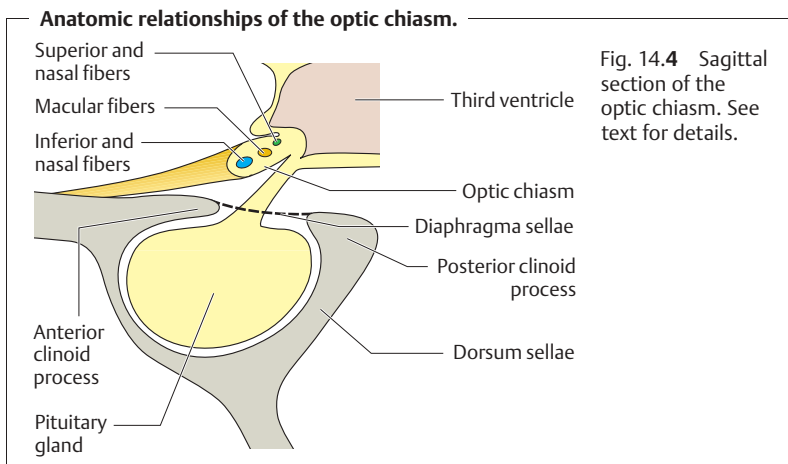 Anatomic relationships of the optic chiasm.
Superior and
nasal fibers
Macular fibers
Inferior and
nasal fibers
Anterior
clinoid
process
Pituitary
gland
Third ventricle
Optic chiasm
Diaphragma sellae
Posterior clinoid
process
Dorsum sellae
Fig. 14.4 Sagittal
section of the
optic chiasm. See
text for details.